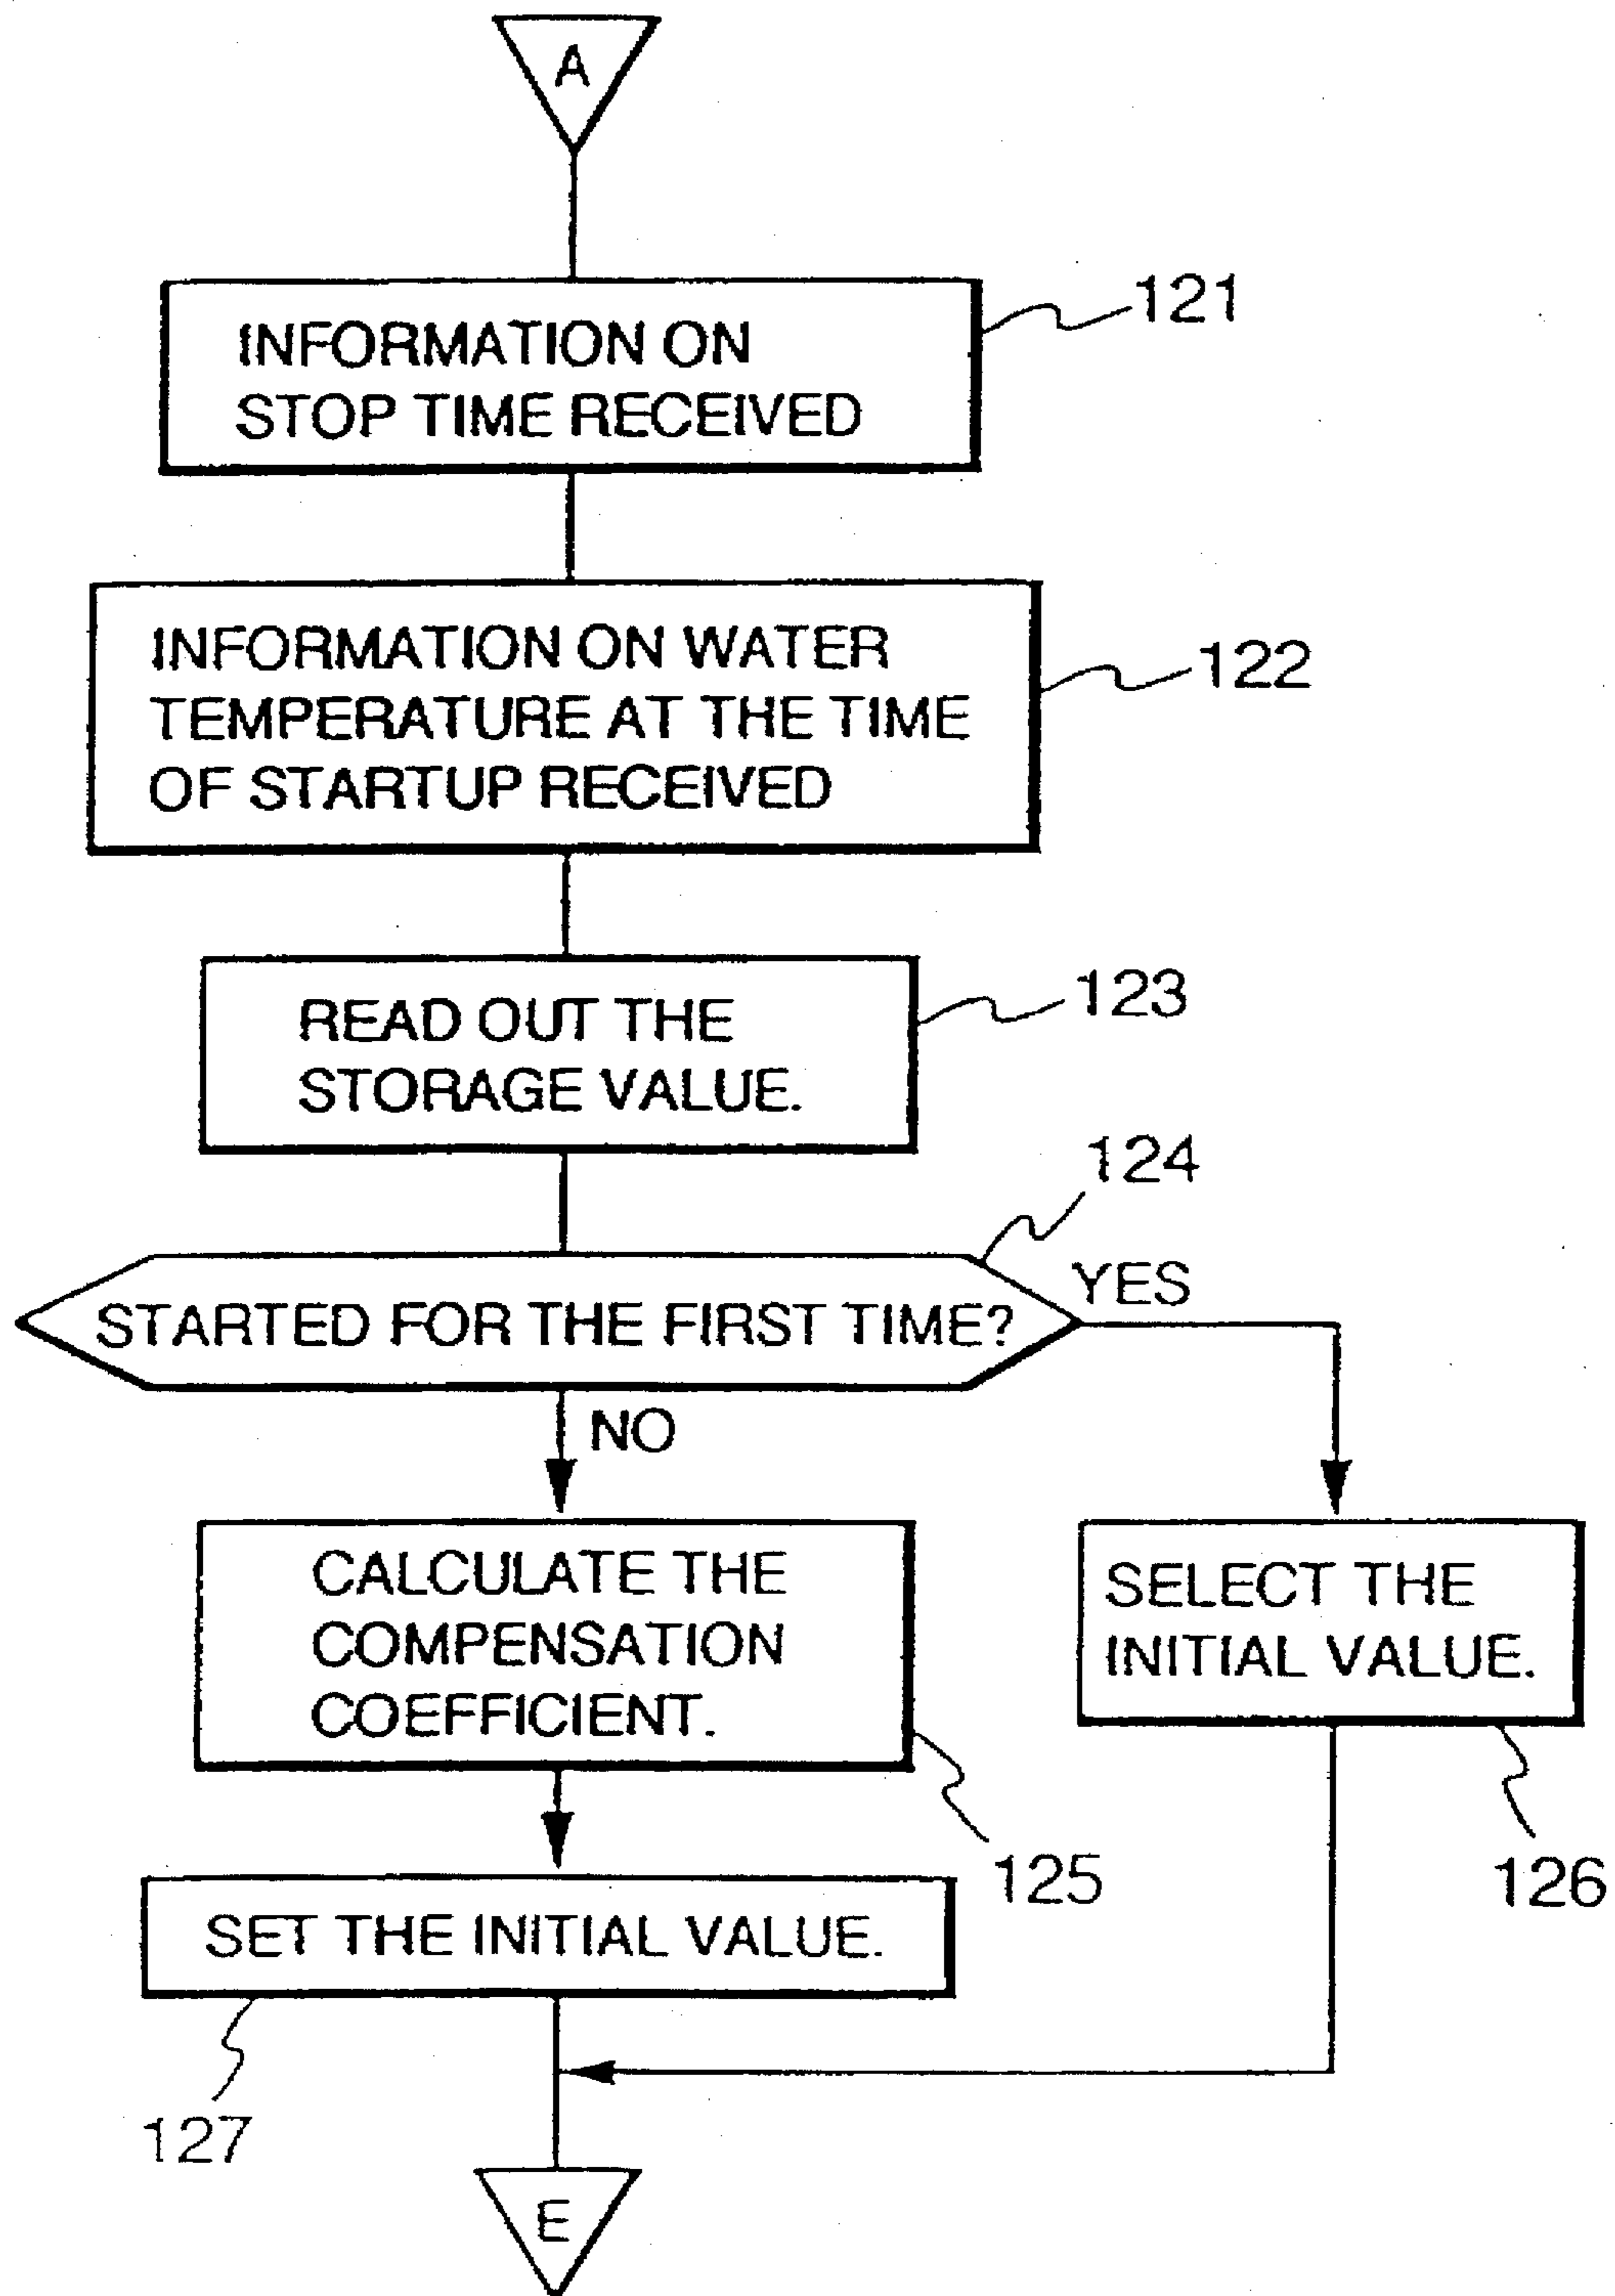 A
INFORMATION ON
STOP TIME RECEIVED
121
INFORMATION ON WATER
TEMPERATURE AT THE TIME
OF STARTUP RECEIVED
122
READ OUT THE
STORAGE VALUE.
123
124
STARTED FOR THE FIRST TIME?
YES
NO
CALCULATE THE
COMPENSATION
COEFFICIENT.
125
SELECT THE
INITIAL VALUE.
126
SET THE INITIAL VALUE.
127
E